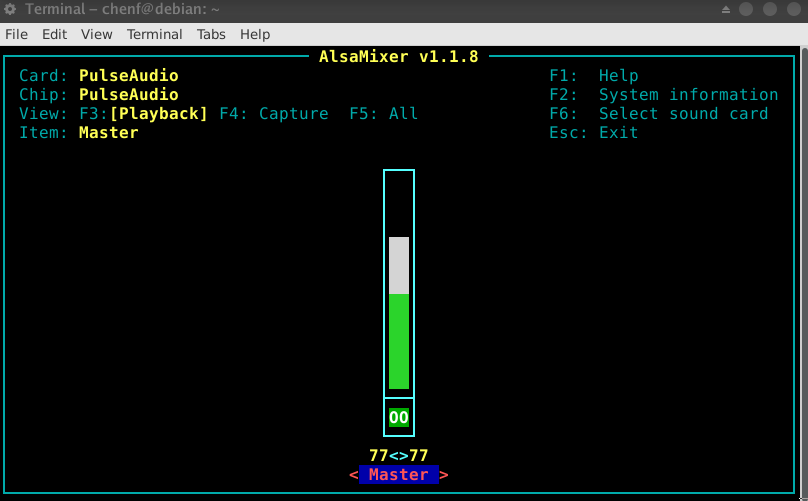 Terminal – chenf@debian: ~
File Edit View Terminal Tabs Help
AlsaMixer v1.1.8
Card: PulseAudio F1: Help
Chip: PulseAudio F2: System information
View: F3:[Playback] F4: Capture F5: All F6: Select sound card
Item: Master Esc: Exit
OO
77<>77
< Master >